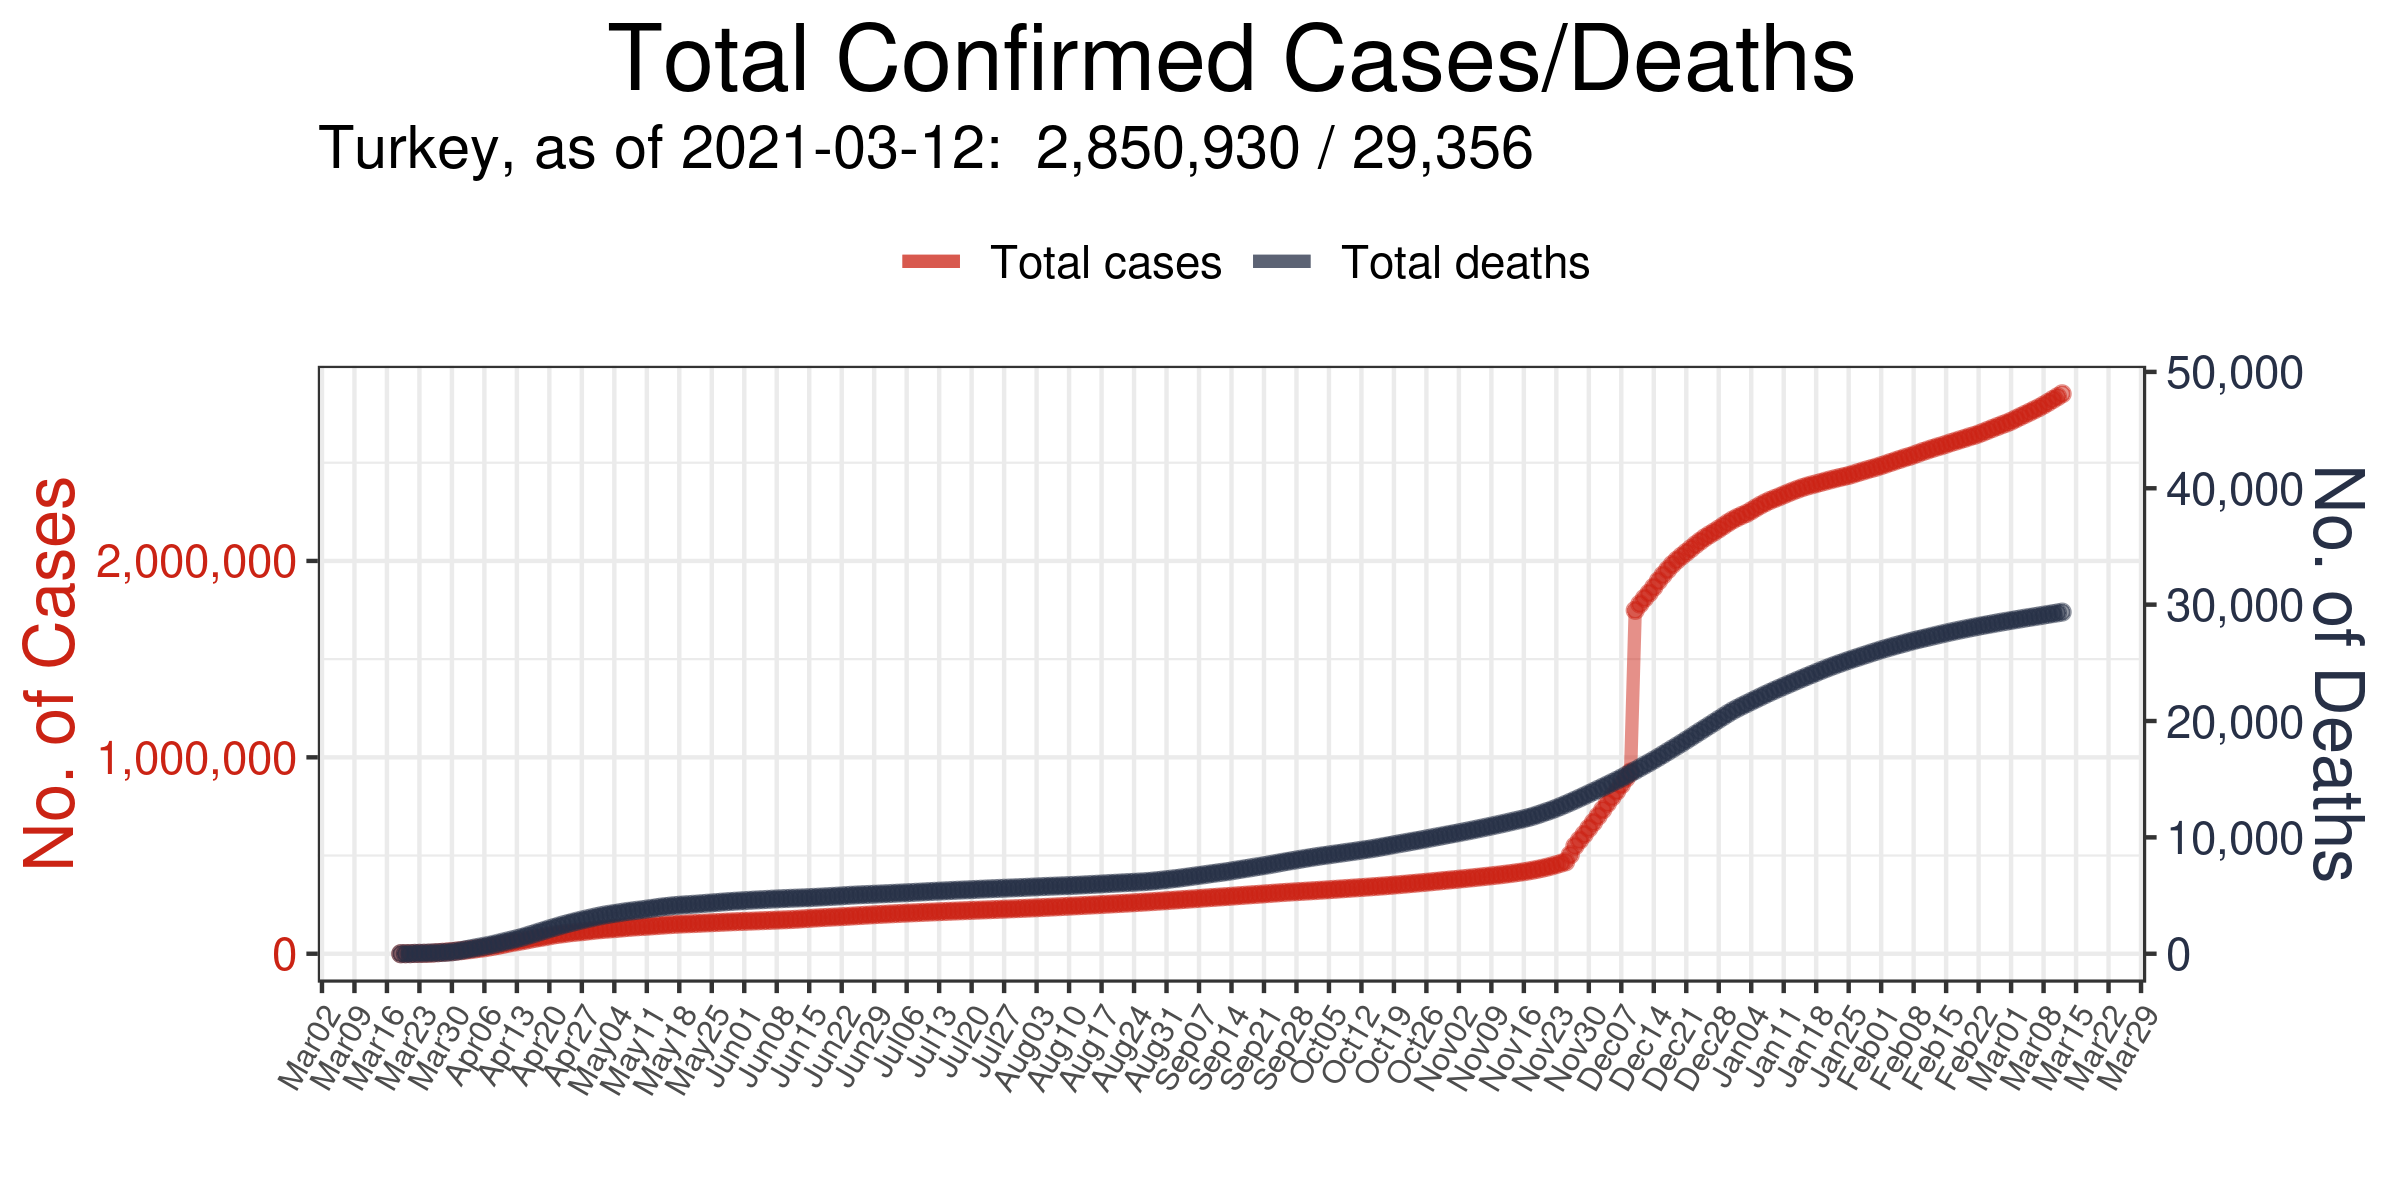 Total Confirmed Cases/Deaths
Turkey, as of 2021-03-12:  2,850,930 / 29,356
Total cases
Total deaths
No. of Cases
2,000,000
1,000,000
0
50,000
40,000
30,000
20,000
10,000
0
No. of Deaths
Mar02
Mar09
Mar16
Mar23
Mar30
Apr06
Apr13
Apr20
Apr27
May04
May11
May18
May25
Jun01
Jun08
Jun15
Jun22
Jun29
Jul06
Jul13
Jul20
Jul27
Aug03
Aug10
Aug17
Aug24
Aug31
Sep07
Sep14
Sep21
Sep28
Oct05
Oct12
Oct19
Oct26
Nov02
Nov09
Nov16
Nov23
Nov30
Dec07
Dec14
Dec21
Dec28
Jan04
Jan11
Jan18
Jan25
Feb01
Feb08
Feb15
Feb22
Mar01
Mar08
Mar15
Mar22
Mar29